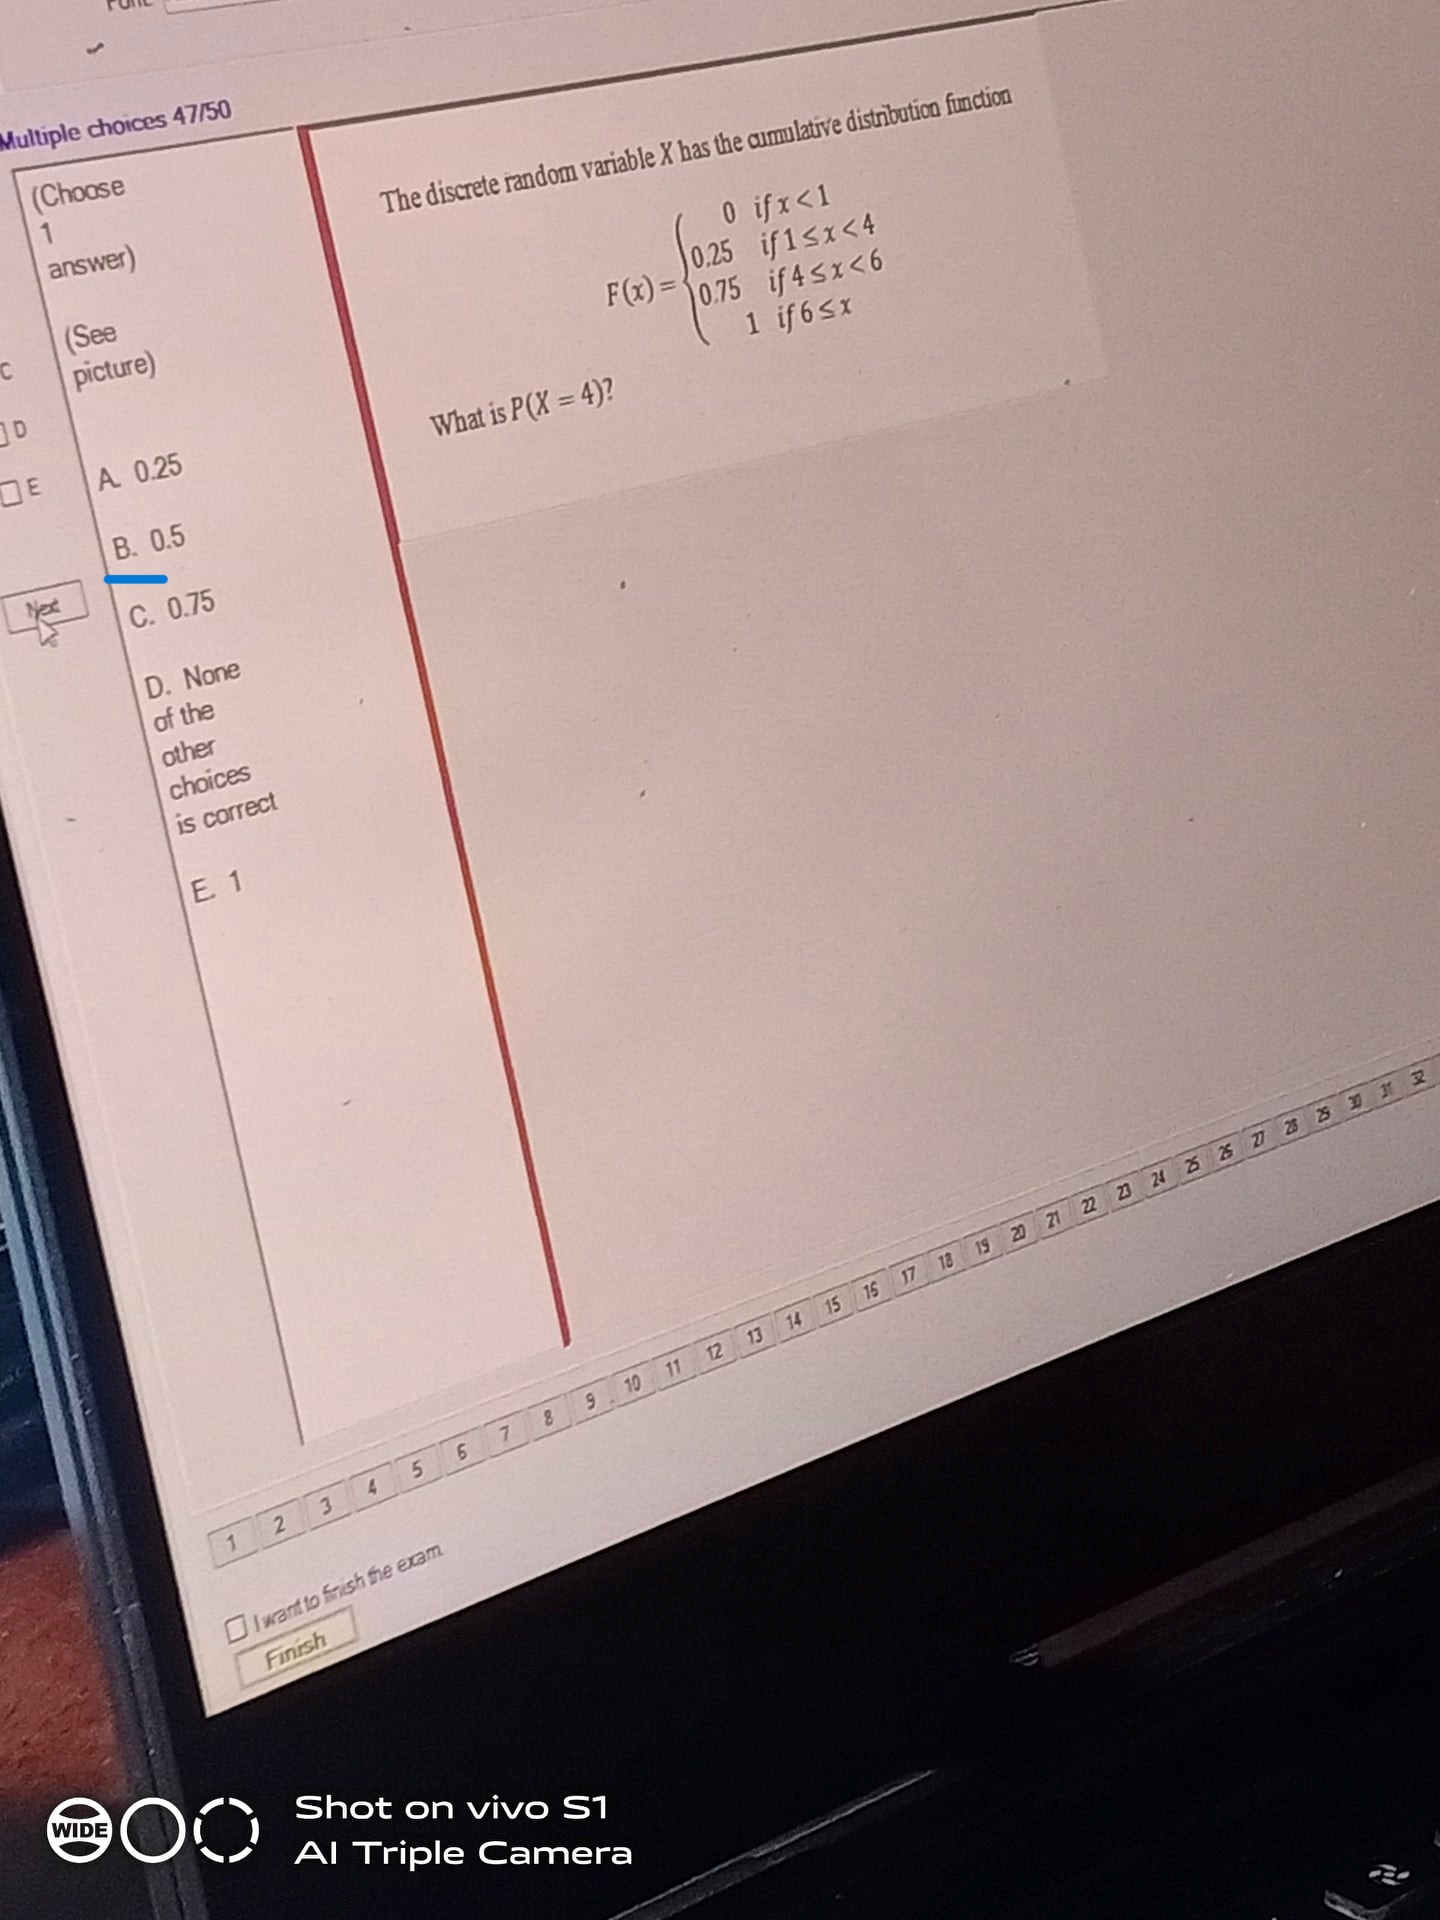 Multiple choices 47/50
(Choose
1
answer)
(See
picture)
A. 0.25
B. 0.5
C. 0.75
D. None
of the
other
choices
is correct
E. 1
C
D
E
Next
The discrete random variable X has the cumulative distribution function
F(x) =
0 if x < 1
0.25 if 1 ≤ x < 4
0.75 if 4 ≤ x < 6
1 if 6 ≤ x
What is P(X = 4)?
1 2 3 4 5 6 7 8 9 10 11 12 13 14 15 16 17 18 19 20 21 22 23 24 25 26 27 28 29 30 31 32
I want to finish the exam
Finish
WIDE
Shot on vivo S1
AI Triple Camera